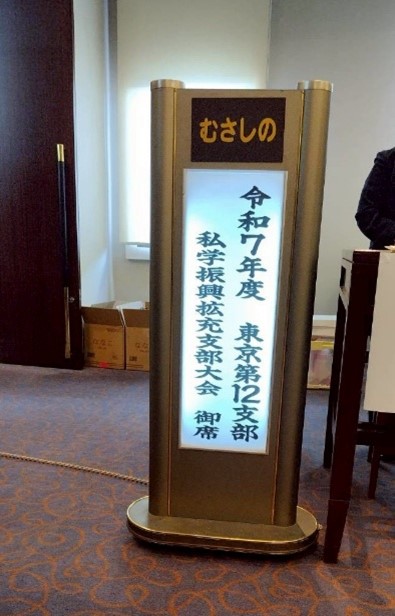 むさしの
令和7年度 東京第12支部
私学振興拡充支部大会 御席